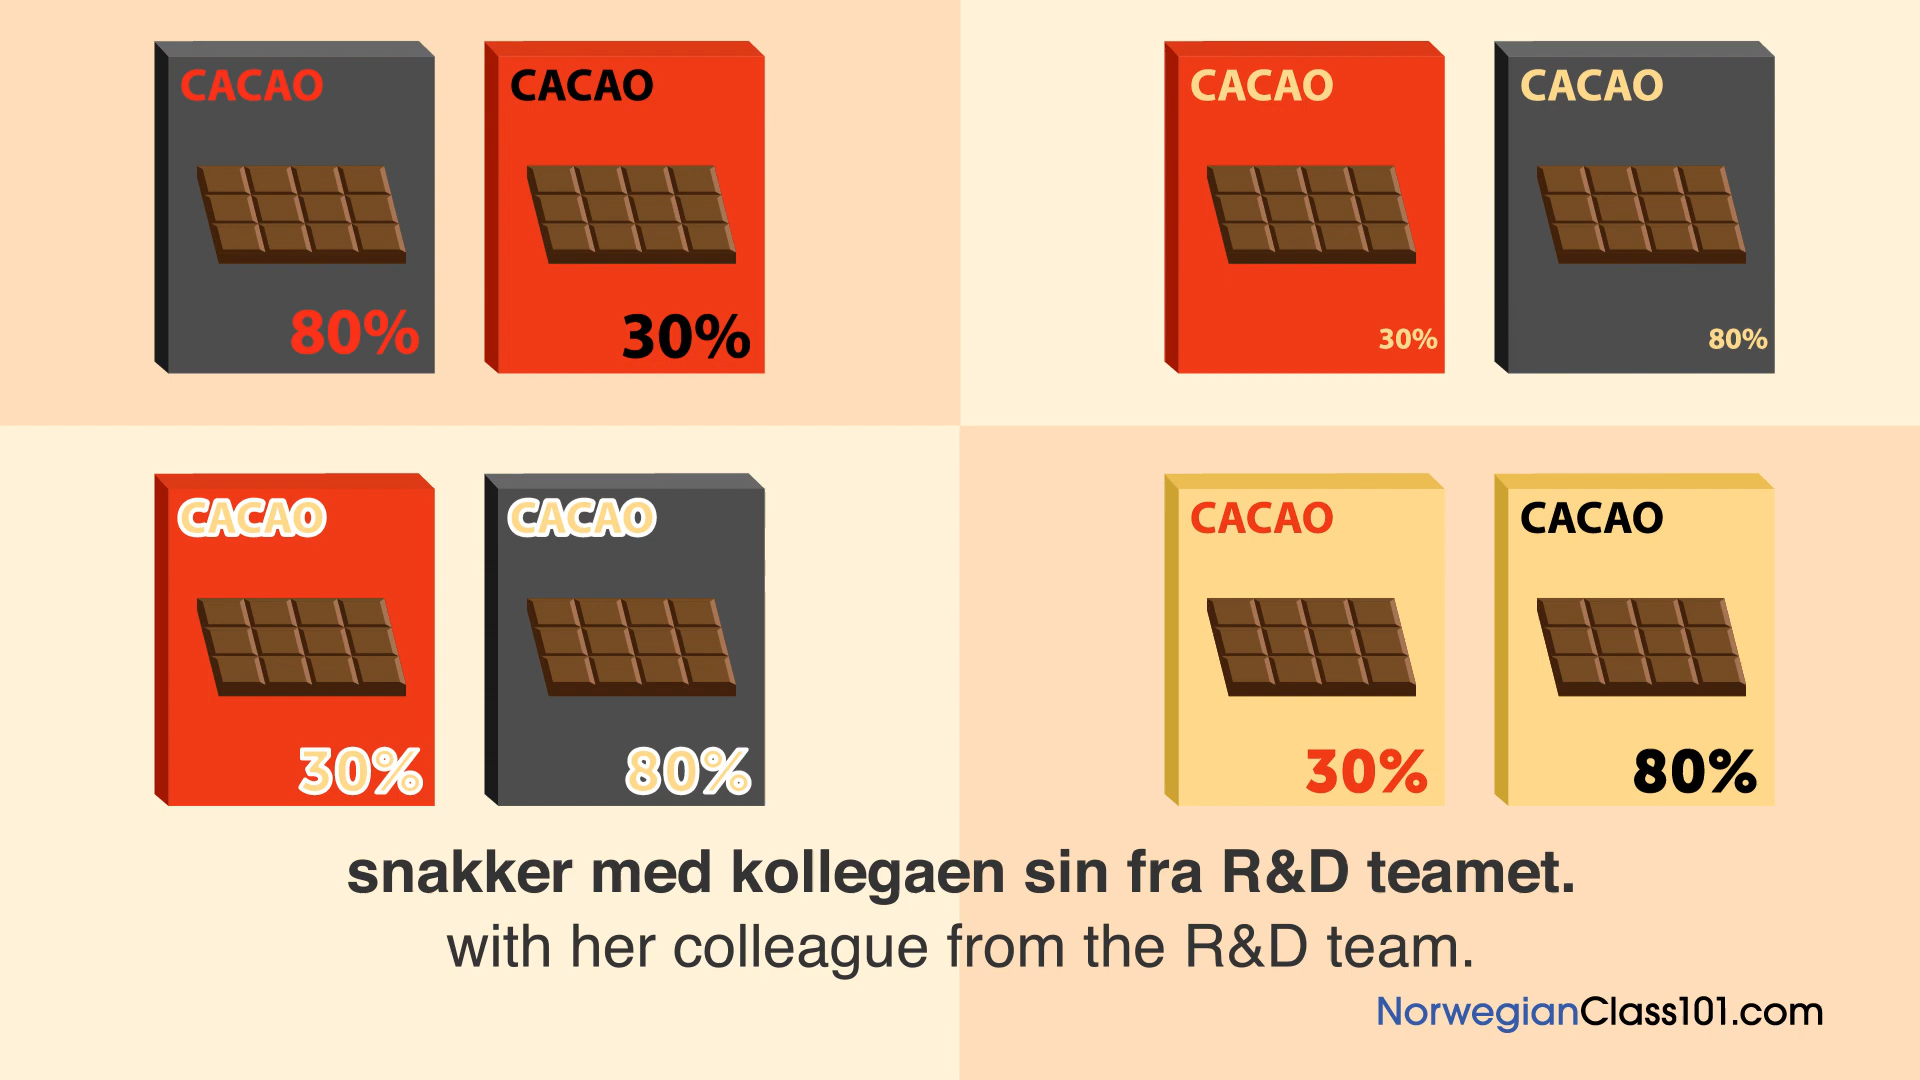 CACAO
80%
CACAO
30%
CACAO
30%
CACAO
80%
CACAO
30%
CACAO
80%
CACAO
30%
CACAO
80%
snakker med kollegaen sin fra R&D teamet.
with her colleague from the R&D team.
NorwegianClass101.com